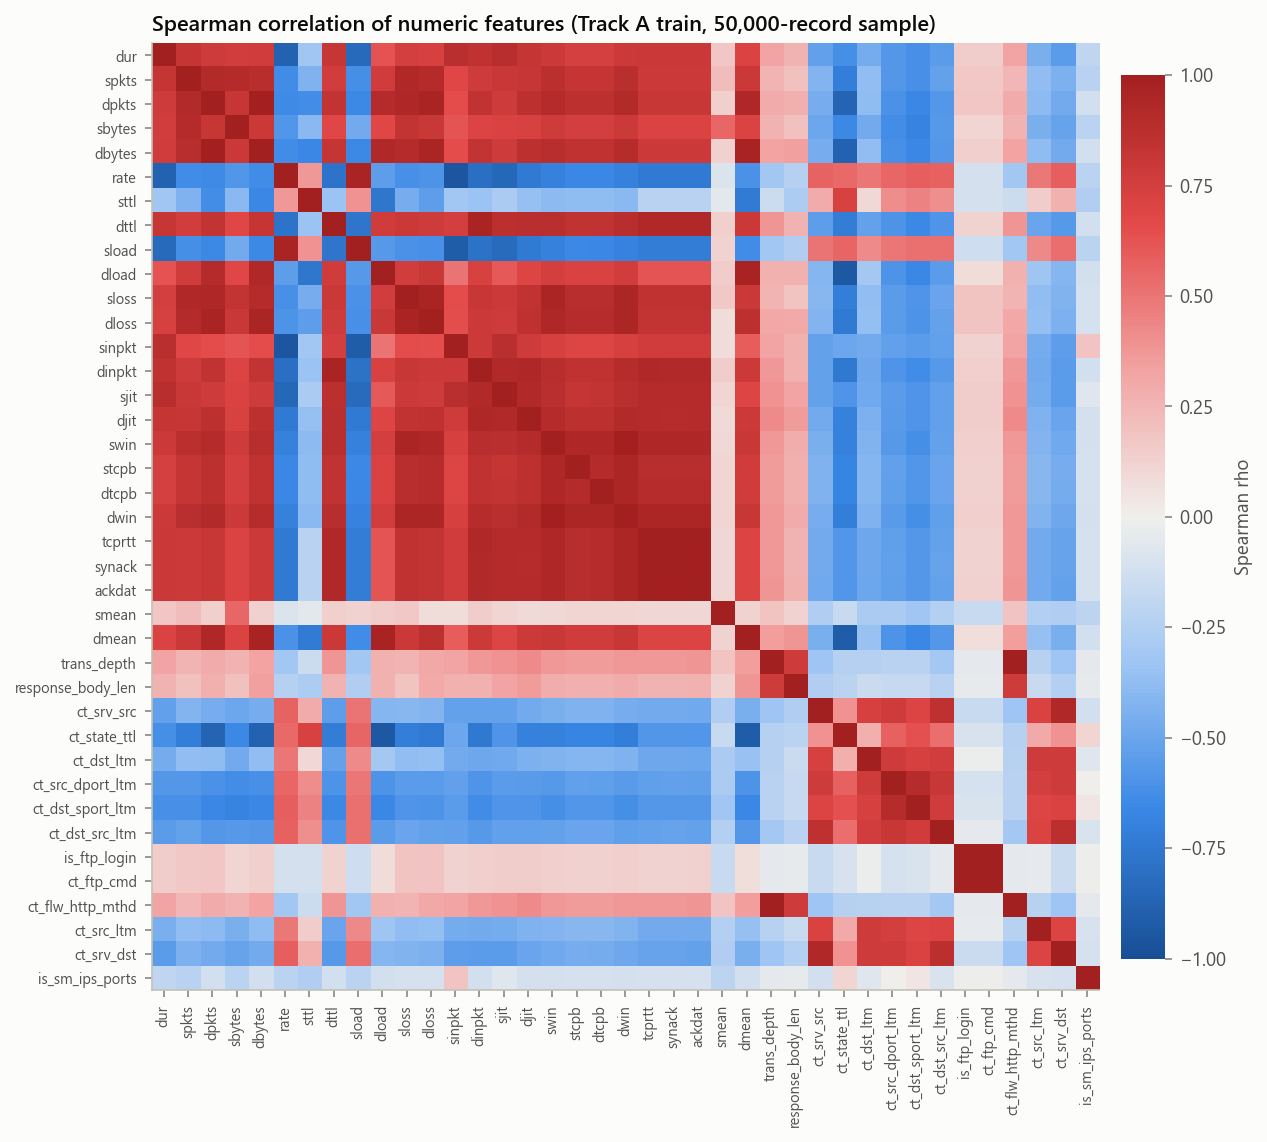 Spearman correlation of numeric features (Track A train, 50,000-record sample)
dur
spkts
dpkts
sbytes
dbytes
rate
sttl
dttl
sload
dload
sloss
dloss
sinpkt
dinpkt
sjit
djit
swin
stcpb
dtcpb
dwin
tcprtt
synack
ackdat
smean
dmean
trans_depth
response_body_len
ct_srv_src
ct_state_ttl
ct_dst_ltm
ct_src_dport_ltm
ct_dst_sport_ltm
ct_dst_src_ltm
is_ftp_login
ct_ftp_cmd
ct_flw_http_mthd
ct_src_ltm
ct_srv_dst
is_sm_ips_ports
dur
spkts
dpkts
sbytes
dbytes
rate
sttl
dttl
sload
dload
sloss
dloss
sinpkt
dinpkt
sjit
djit
swin
stcpb
dtcpb
dwin
tcprtt
synack
ackdat
smean
dmean
trans_depth
response_body_len
ct_srv_src
ct_state_ttl
ct_dst_ltm
ct_src_dport_ltm
ct_dst_sport_ltm
ct_dst_src_ltm
is_ftp_login
ct_ftp_cmd
ct_flw_http_mthd
ct_src_ltm
ct_srv_dst
is_sm_ips_ports
1.00
0.75
0.50
0.25
0.00
−0.25
−0.50
−0.75
−1.00
Spearman rho